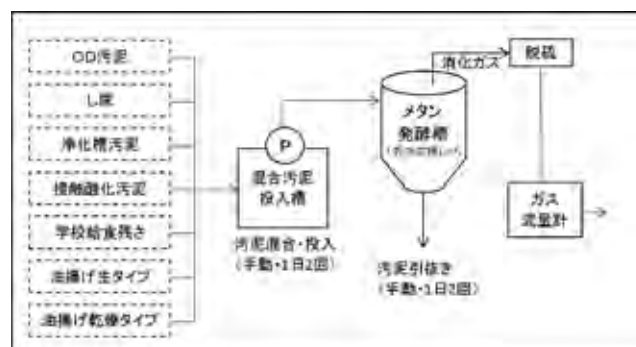 OD汚泥
し尿
浄化槽汚泥
接触酸化汚泥
学校給食残さ
油揚げ生タイプ
油揚げ乾燥タイプ
P
混合汚泥
投入槽
汚泥混合・投入
(手動・1日2回)
メタン
発酵槽
消化ガス
汚泥引抜き
(手動・1日2回)
脱硫
ガス
流量計